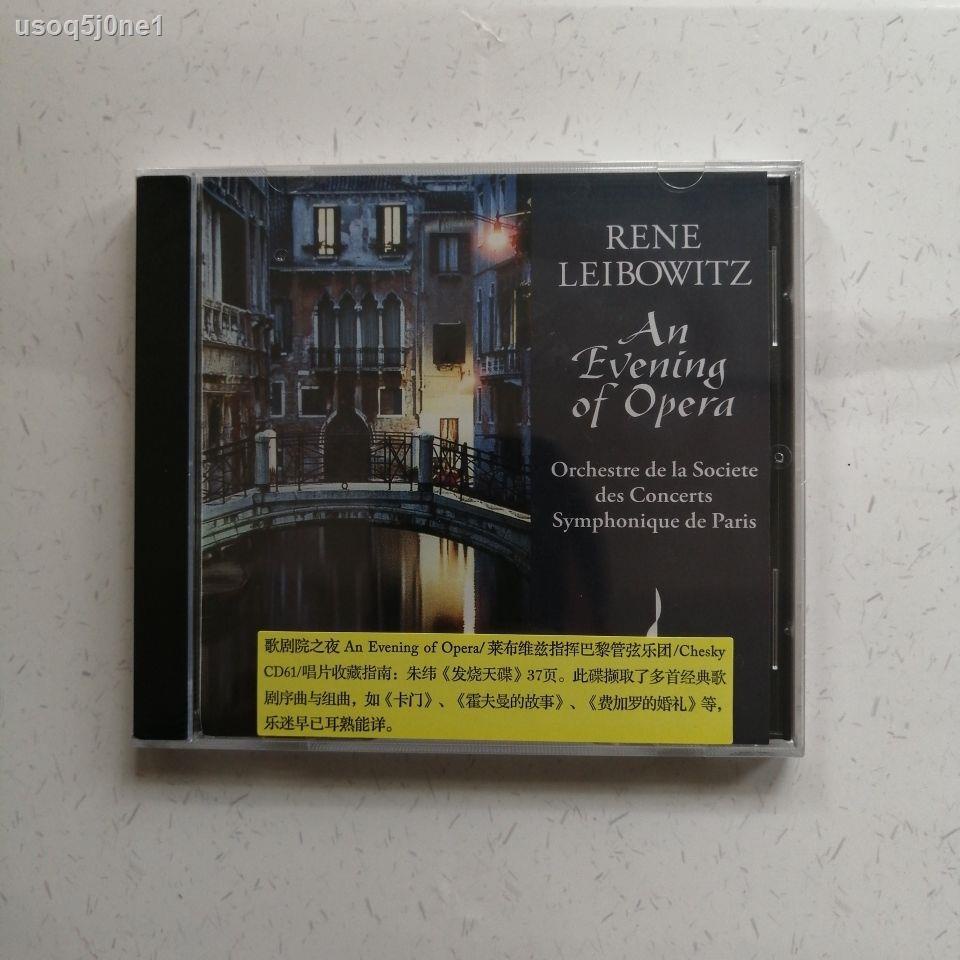 usoq5j0ne1
RENE
LEIBOWITZ
An
Evening
of Opera
Orchestre de la Societe
des Concerts
Symphonique de Paris
歌剧院之夜 An Evening of Opera/莱布维兹指挥巴黎管弦乐团/Chesky
CD61/唱片收藏指南：朱纬《发烧天碟》37页。此碟撷取了多首经典歌
剧序曲与组曲，如《卡门》、《霍夫曼的故事》、《费加罗的婚礼》等，
乐迷早已耳熟能详。